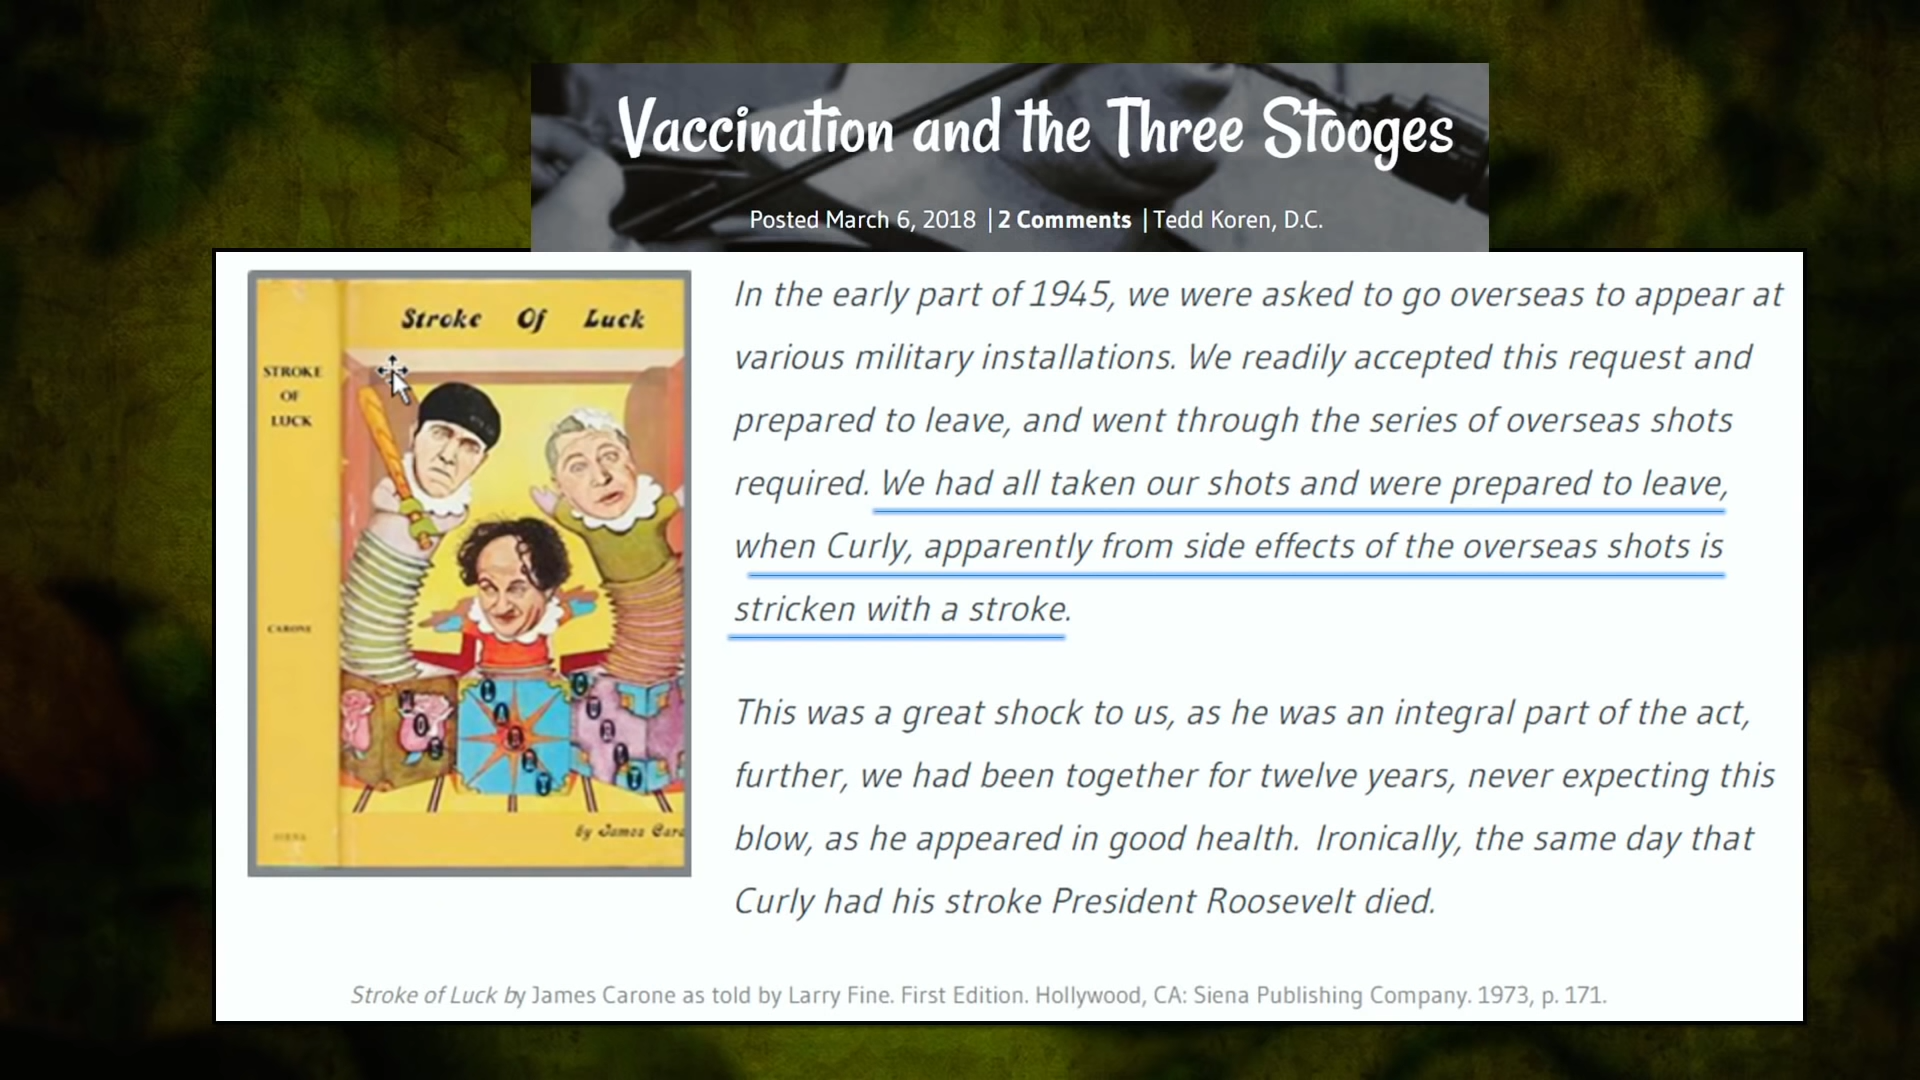 Vaccination and the Three Stooges
Posted March 6, 2018 | 2 Comments | Tedd Koren, D.C.
Stroke Of Luck
STROKE
OF
LUCK
CARONE
MOE
LARRY
CURLY
by James Caro
In the early part of 1945, we were asked to go overseas to appear at
various military installations. We readily accepted this request and
prepared to leave, and went through the series of overseas shots
required. We had all taken our shots and were prepared to leave,
when Curly, apparently from side effects of the overseas shots is
stricken with a stroke.
This was a great shock to us, as he was an integral part of the act,
further, we had been together for twelve years, never expecting this
blow, as he appeared in good health. Ironically, the same day that
Curly had his stroke President Roosevelt died.
Stroke of Luck by James Carone as told by Larry Fine. First Edition. Hollywood, CA: Siena Publishing Company. 1973, p. 171.